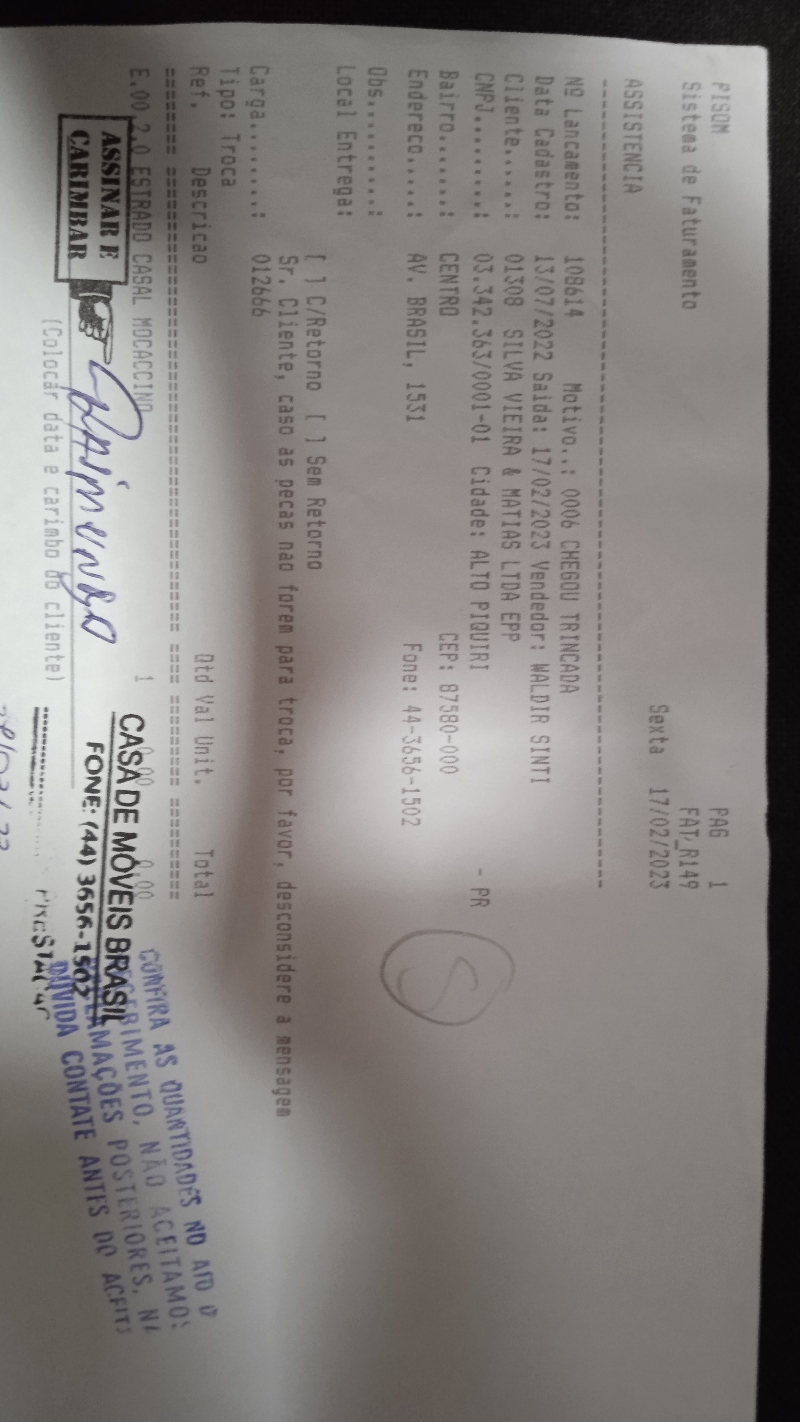 PISOM PAG 1
Sistema de Faturamento FAT_R149
Sexta 17/02/2023
ASSISTENCIA
--------------------------------------------------------------------------------
Nº Lancamento: 108614 Motivo..: 0006 CHEGOU TRINCADA
Data Cadastro: 13/07/2022 Saida: 17/02/2023 Vendedor: WALDIR SINTI
Cliente......: 01308 SILVA VIEIRA & MATIAS LTDA EPP
CNPJ.........: 03.342.363/0001-01 Cidade: ALTO PIQUIRI - PR
Bairro.......: CENTRO CEP: 87580-000
Endereco.....: AV. BRASIL, 1531 Fone: 44-3656-1502
S
Obs..........:
Local Entrega:
[ ] C/Retorno [ ] Sem Retorno
Sr. Cliente, caso as pecas nao forem para troca, por favor, desconsidere a mensagem
Carga........: 012666
Tipo: Troca
Ref. Descricao Qtd Val Unit. Total
======== ======================================== ==== ========= ==========
E.00 2.0 ESTRADO CASAL MOCACCINO 1 0.00 0.00
ASSINAR E
CARIMBAR
Raimundo
(Colocar data e carimbo do cliente)
CASA DE MÓVEIS BRASIL
FONE: (44) 3656-1502
CONFIRA AS QUANTIDADES NO ATO
NÃO ACEITAMOS
POSTERIORES,
DÚVIDA CONTATE ANTES DO